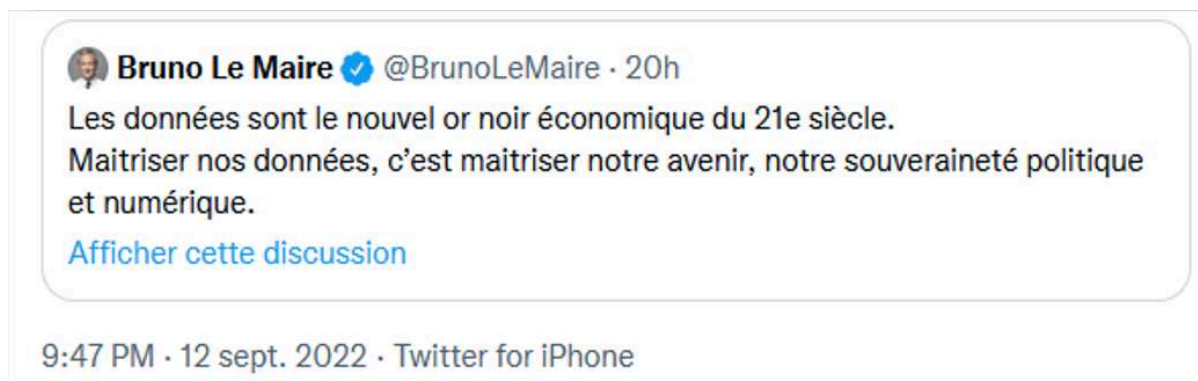 Bruno Le Maire @BrunoLeMaire · 20h
Les données sont le nouvel or noir économique du 21e siècle.
Maitriser nos données, c’est maitriser notre avenir, notre souveraineté politique
et numérique.
Afficher cette discussion
9:47 PM · 12 sept. 2022 · Twitter for iPhone